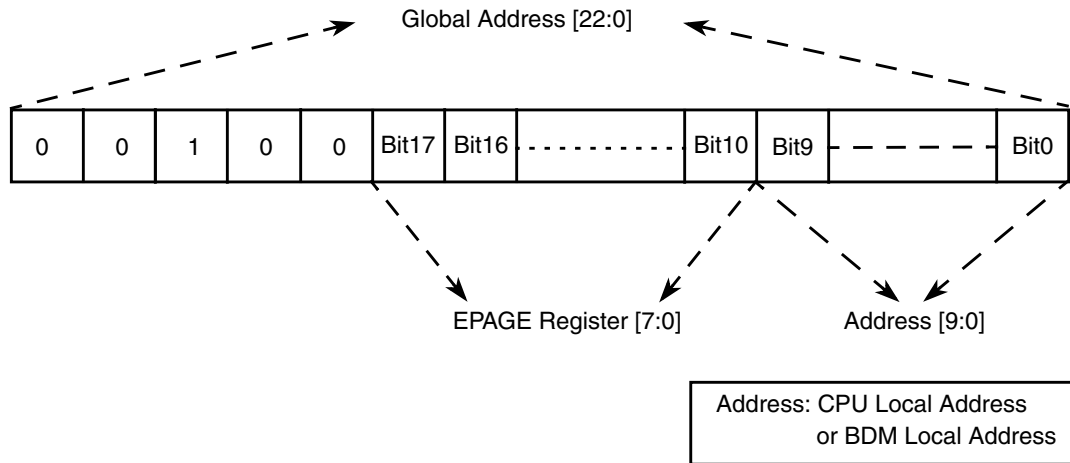 Global Address [22:0]
0 0 1 0 0 Bit17 Bit16 Bit10 Bit9 Bit0
EPAGE Register [7:0] Address [9:0]
Address: CPU Local Address
or BDM Local Address